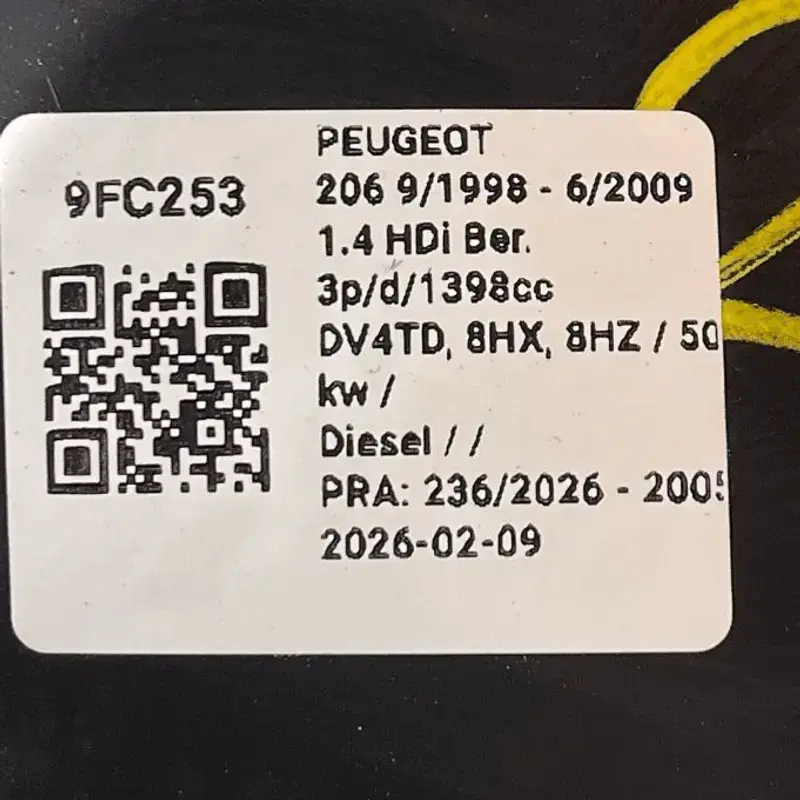 9FC253
PEUGEOT
206 9/1998 - 6/2009
1.4 HDi Ber.
3p/d/1398cc
DV4TD, 8HX, 8HZ / 50
kw /
Diesel / /
PRA: 236/2026 - 2005
2026-02-09